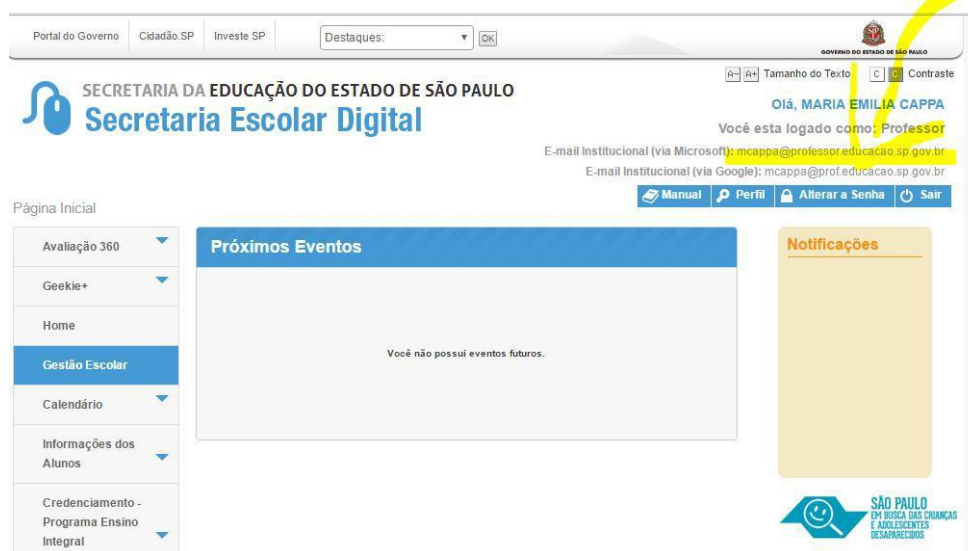 Portal do Governo Cidadão.SP Investe SP Destaques: OK
GOVERNO DO ESTADO DE SÃO PAULO
A- A+ Tamanho do Texto C C Contraste
SECRETARIA DA EDUCAÇÃO DO ESTADO DE SÃO PAULO
Secretaria Escolar Digital
Olá, MARIA EMILIA CAPPA
Você esta logado como: Professor
E-mail Institucional (via Microsoft): mcappa@professor.educacao.sp.gov.br
E-mail Institucional (via Google): mcappa@prof.educacao.sp.gov.br
Manual Perfil Alterar a Senha Sair
Página Inicial
Avaliação 360
Geekie+
Home
Gestão Escolar
Calendário
Informações dos
Alunos
Credenciamento -
Programa Ensino
Integral
Próximos Eventos
Você não possui eventos futuros.
Notificações
SÃO PAULO
EM BUSCA DAS CRIANÇAS
E ADOLESCENTES
DESAPARECIDOS